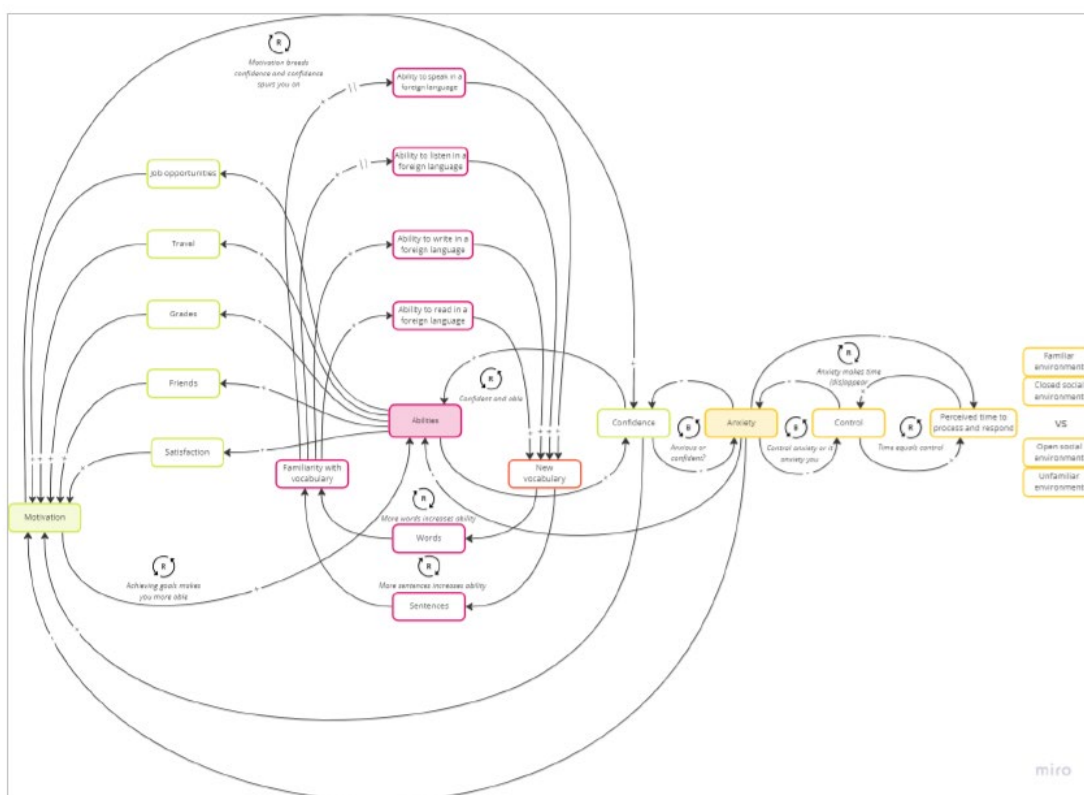 R
Motivation breeds
confidence and confidence
spurs you on
Ability to speak in a
foreign language
Ability to listen in a
foreign language
Job opportunities
Travel
Ability to write in a
foreign language
Grades
Ability to read in a
foreign language
Friends
Satisfaction
Motivation
Abilities
Familiarity with
vocabulary
New
vocabulary
R
Confident and able
Confidence
Anxiety
Control
Perceived time to
process and respond
R
Anxiety makes time
(dis)appear
B
Anxious or
confident?
B
Control anxiety or it
anxiety you
R
Time equals control
Familiar
environment
Closed social
environment
VS
Open social
environment
Unfamiliar
environment
R
More words increases ability
Words
R
More sentences increases ability
Sentences
R
Achieving goals makes
you more able
miro